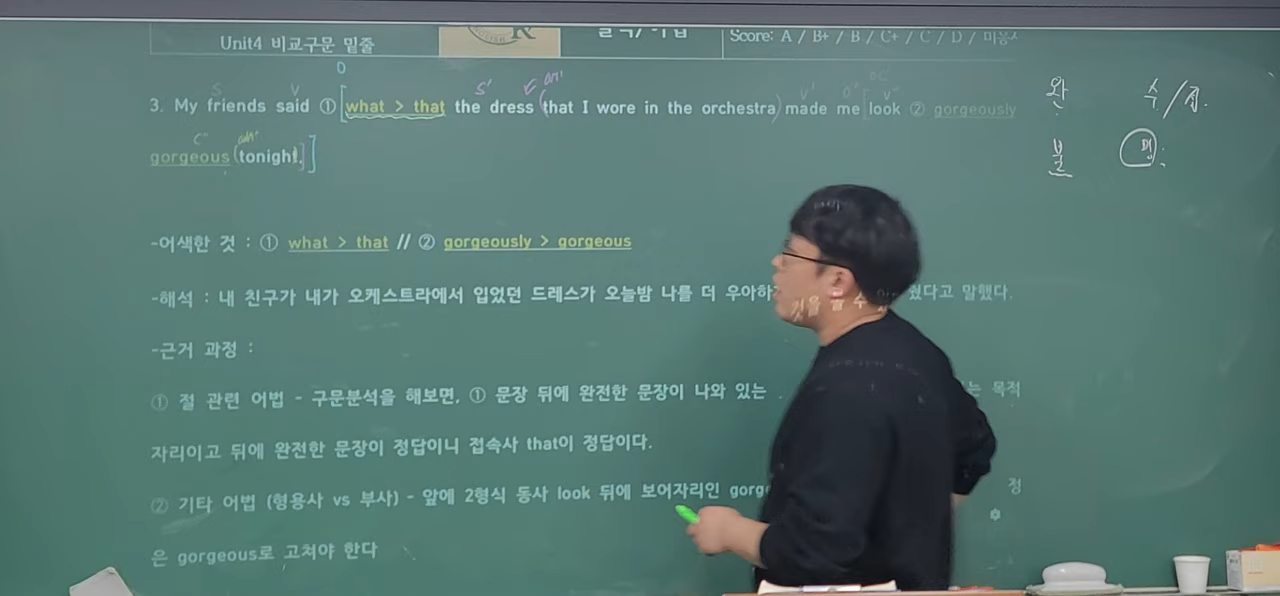 Unit4 비교구문 밑줄
Score: A / B+ / B / C+ / C / D / 미응시
O
S V S' V' O' OC' V"
3. My friends said ① [what > that the dress (that I wore in the orchestra) made me [look ② gorgeously
C"
gorgeous (tonight.]]
완 수/접.
불 명
-어색한 것 : ① what > that // ② gorgeously > gorgeous
-해석 : 내 친구가 내가 오케스트라에서 입었던 드레스가 오늘밤 나를 더 우아하 줬다고 말했다.
-근거 과정 :
① 절 관련 어법 - 구문분석을 해보면, ① 문장 뒤에 완전한 문장이 나와 있는 는 목적
자리이고 뒤에 완전한 문장이 정답이니 접속사 that이 정답이다.
② 기타 어법 (형용사 vs 부사) - 앞에 2형식 동사 look 뒤에 보어자리인 정
은 gorgeous로 고쳐야 한다